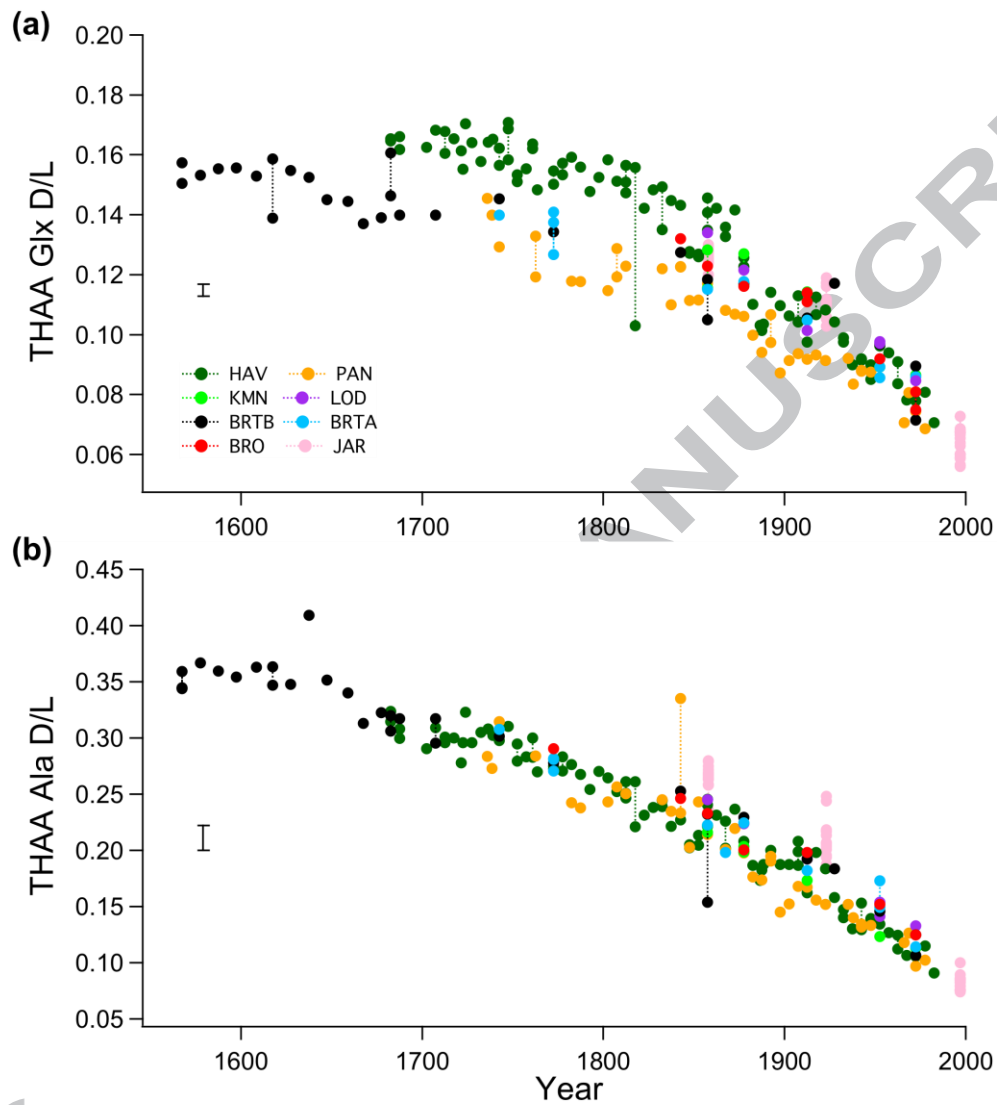 (a)
THAA Glx D/L
0.20
0.18
0.16
0.14
0.12
0.10
0.08
0.06
HAV PAN
KMN LOD
BRTB BRTA
BRO JAR
1600 1700 1800 1900 2000
ANUSCR
(b)
THAA Ala D/L
0.45
0.40
0.35
0.30
0.25
0.20
0.15
0.10
0.05
1600 1700 1800 1900 2000
Year